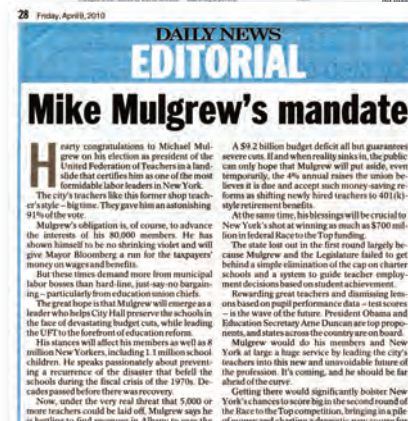 28 Friday, April 9, 2010
DAILY NEWS
EDITORIAL
Mike Mulgrew's mandate
Hearty congratulations to Michael Mul-
grew on his election as president of the
United Federation of Teachers in a land-
slide that certifies him as one of the most
formidable labor leaders in New York.
The city's teachers like this former shop teach-
er's style – big time. They gave him an astonishing
91% of the vote.
Mulgrew's obligation is, of course, to advance
the interests of his 80,000 members. He has
shown himself to be no shrinking violet and will
give Mayor Bloomberg a run for the taxpayers'
money on wages and benefits.
But these times demand more from municipal
labor bosses than hard-line, just-say-no bargain-
ing – particularly from education union chiefs.
The great hope is that Mulgrew will emerge as a
leader who helps City Hall preserve the schools in
the face of devastating budget cuts, while leading
the UFT to the forefront of education reform.
His stances will affect his members as well as 8
million New Yorkers, including 1.1 million school
children. He speaks passionately about prevent-
ing a recurrence of the disaster that befell the
schools during the fiscal crisis of the 1970s. De-
cades passed before there was recovery.
Now, under the very real threat that 5,000 or
more teachers could be laid off, Mulgrew says he
is battling to find revenues in Albany to
A $9.2 billion budget deficit all but guarantees
severe cuts. If and when reality sinks in, the public
can only hope that Mulgrew will put aside, even
temporarily, the 4% annual raises the union be-
lieves it is due and accept such money-saving re-
forms as shifting newly hired teachers to 401(k)-
style retirement benefits.
At the same time, his blessings will be crucial to
New York's shot at winning as much as $700 mil-
lion in federal Race to the Top funding.
The state lost out in the first round largely be-
cause Mulgrew and the Legislature failed to get
behind a simple elimination of the cap on charter
schools and a system to guide teacher employ-
ment decisions based on student achievement.
Rewarding great teachers and dismissing lem-
ons based on pupil performance data – test scores
– is the wave of the future. President Obama and
Education Secretary Arne Duncan are top propo-
nents, and states across the country are on board.
Mulgrew would do his members and New
York at large a huge service by leading the city's
teachers into this new and unavoidable future of
the profession. It's coming, and he should be far
ahead of the curve.
Getting there would significantly bolster New
York's chances to score big in the second round of
the Race to the Top competition, bringing in a pile
of money and